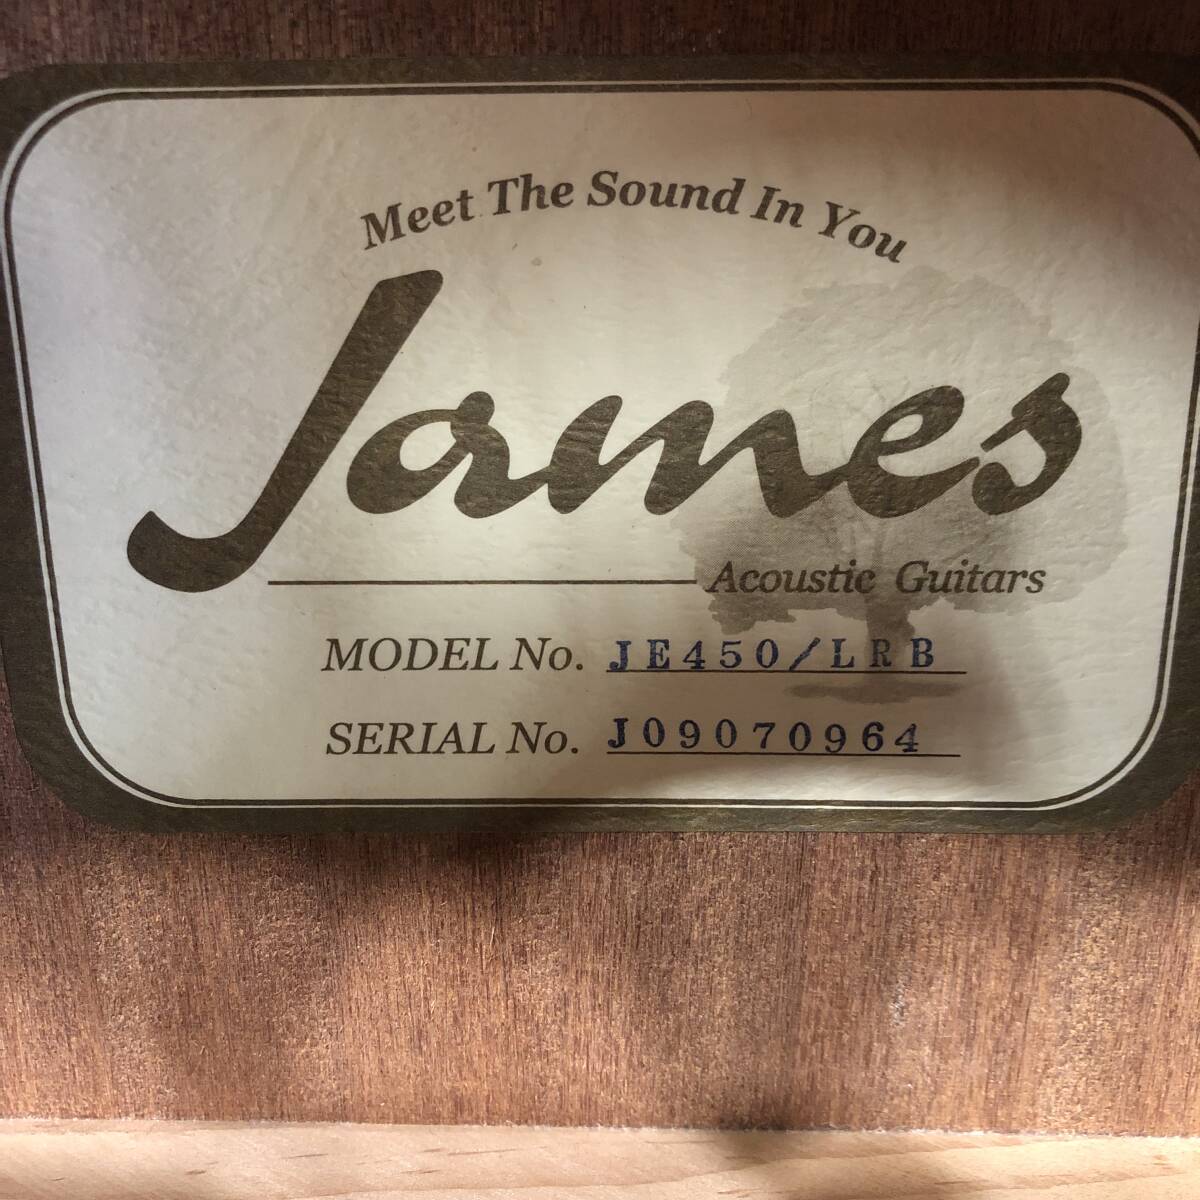 Meet The Sound In You
James
Acoustic Guitars
MODEL No. JE450/LRB
SERIAL No. J09070964